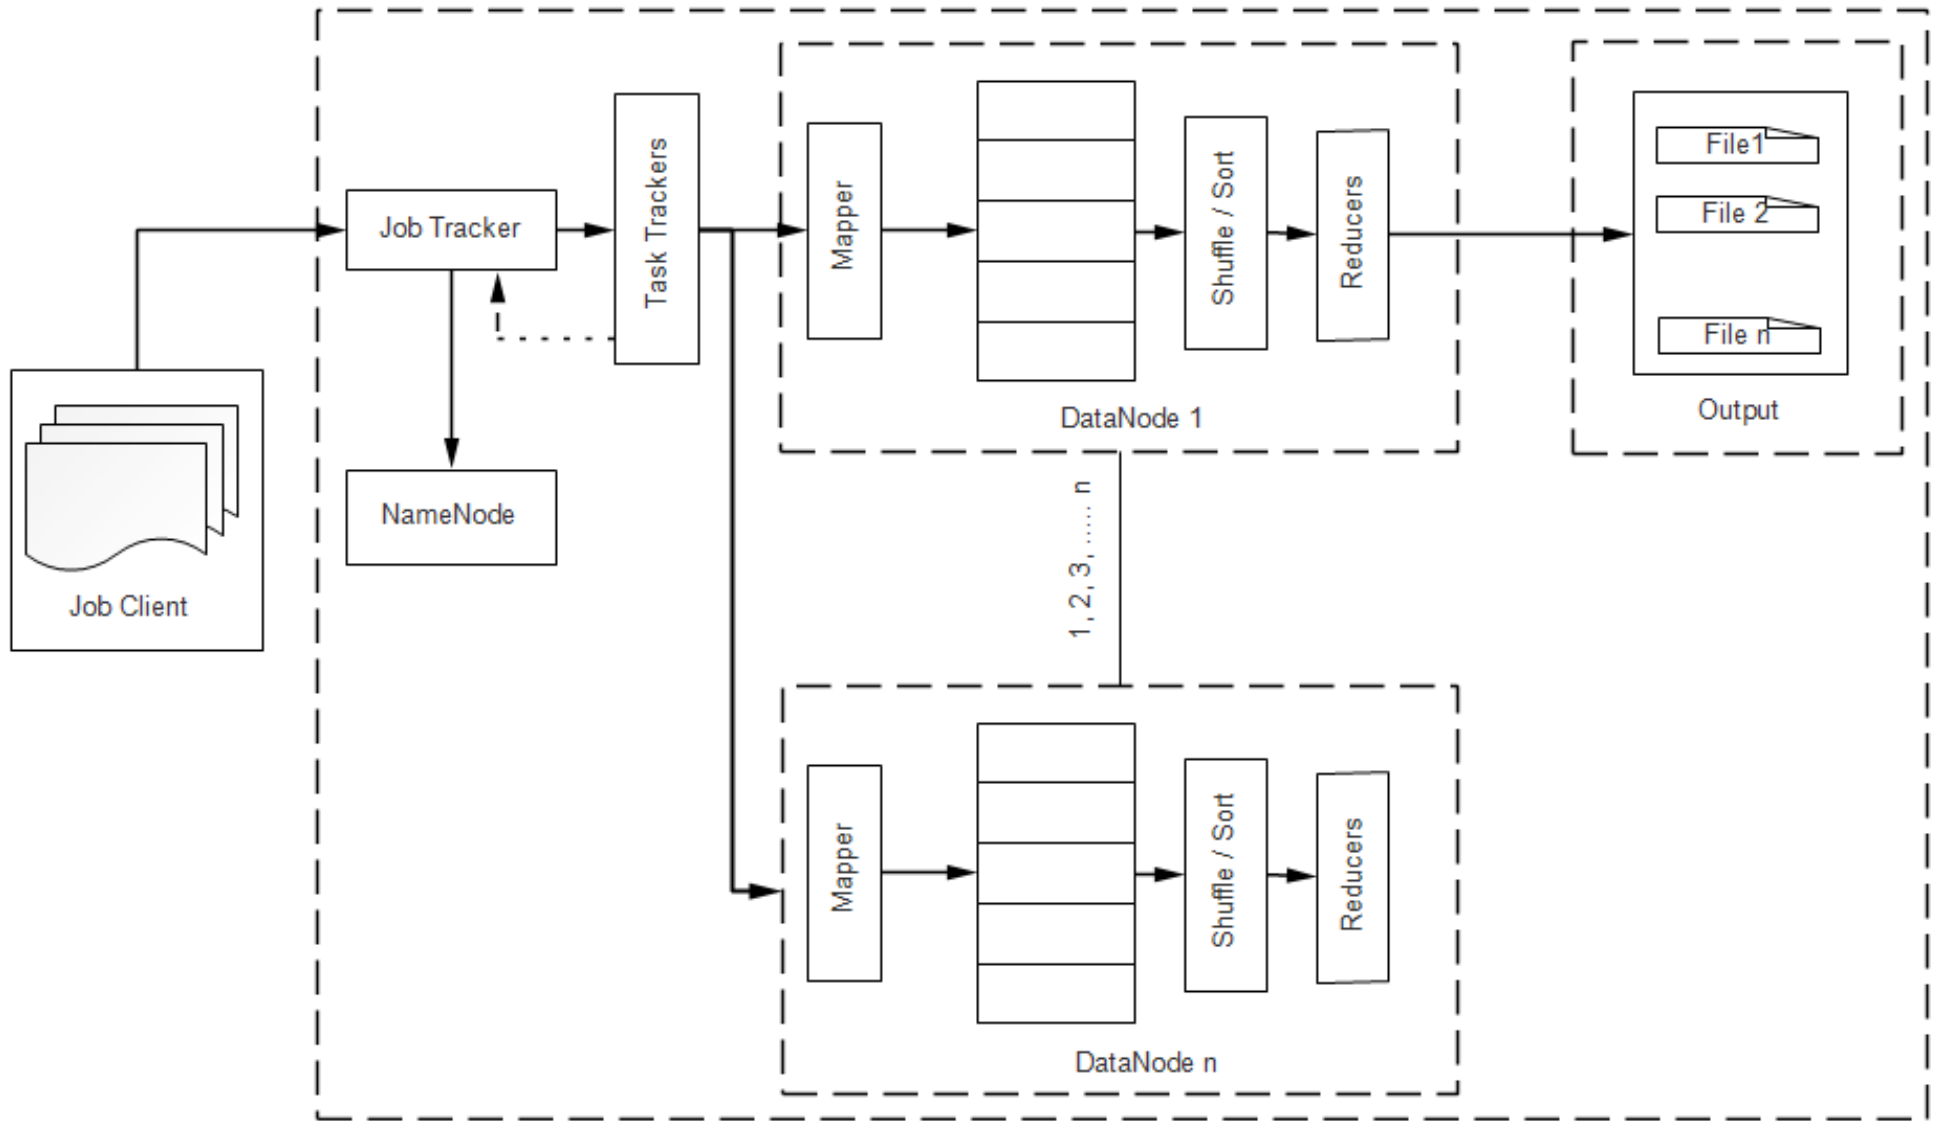 Job Client
Job Tracker
NameNode
Task Trackers
Mapper
Shuffle / Sort
Reducers
DataNode 1
File1
File 2
File n
Output
1, 2, 3, ...... n
Mapper
Shuffle / Sort
Reducers
DataNode n